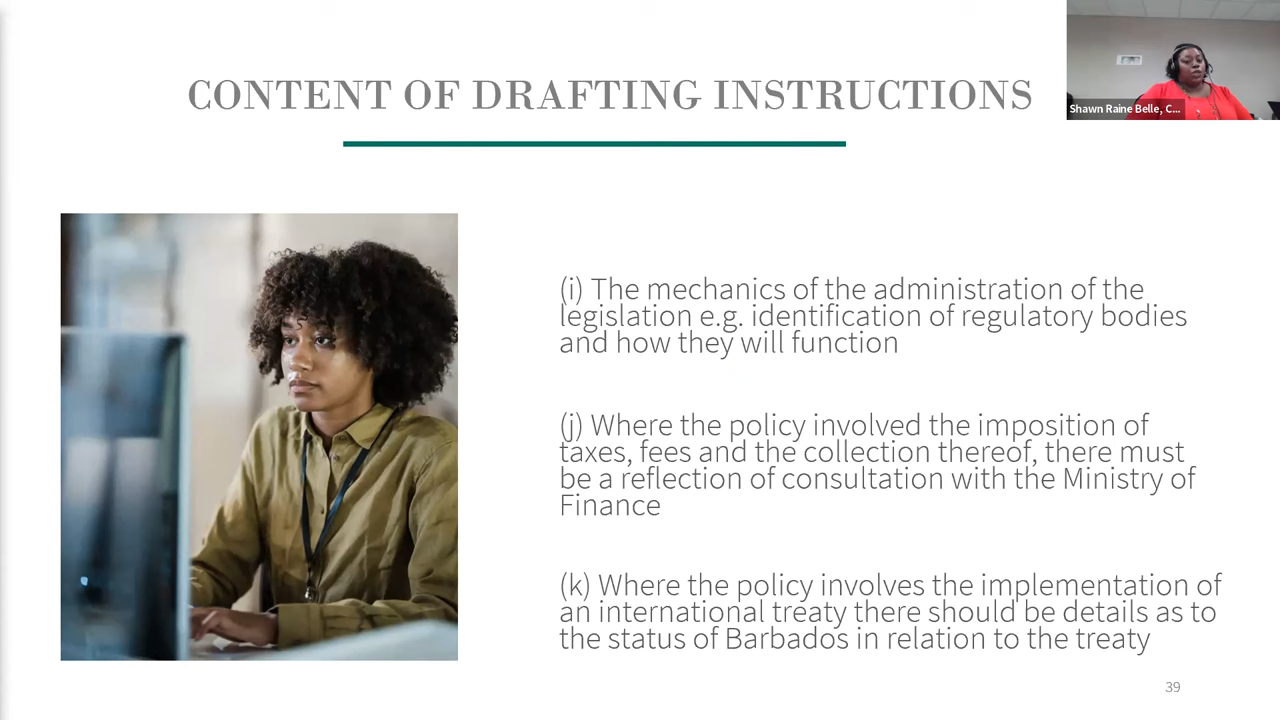 CONTENT OF DRAFTING INSTRUCTIONS
Shawn Raine Belle, C...
(i) The mechanics of the administration of the
legislation e.g. identification of regulatory bodies
and how they will function
(j) Where the policy involved the imposition of
taxes, fees and the collection thereof, there must
be a reflection of consultation with the Ministry of
Finance
(k) Where the policy involves the implementation of
an international treaty there should be details as to
the status of Barbados in relation to the treaty
39